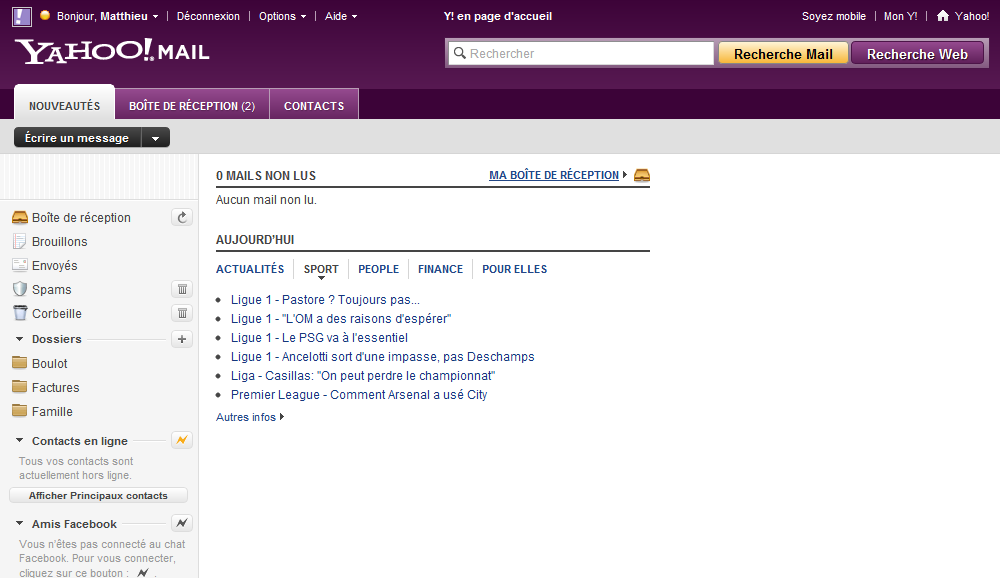 Bonjour, Matthieu | Déconnexion | Options | Aide
Y! en page d'accueil
Soyez mobile | Mon Y! | Yahoo!
YAHOO! MAIL
Rechercher
Recherche Mail
Recherche Web
NOUVEAUTÉS
BOÎTE DE RÉCEPTION (2)
CONTACTS
Écrire un message
Boîte de réception
Brouillons
Envoyés
Spams
Corbeille
Dossiers
Boulot
Factures
Famille
Contacts en ligne
Tous vos contacts sont
actuellement hors ligne.
Afficher Principaux contacts
Amis Facebook
Vous n'êtes pas connecté au chat
Facebook. Pour vous connecter,
cliquez sur ce bouton : .
0 MAILS NON LUS
MA BOÎTE DE RÉCEPTION
Aucun mail non lu.
AUJOURD'HUI
ACTUALITÉS
SPORT
PEOPLE
FINANCE
POUR ELLES
Ligue 1 - Pastore ? Toujours pas...
Ligue 1 - "L'OM a des raisons d'espérer"
Ligue 1 - Le PSG va à l'essentiel
Ligue 1 - Ancelotti sort d'une impasse, pas Deschamps
Liga - Casillas: "On peut perdre le championnat"
Premier League - Comment Arsenal a usé City
Autres infos